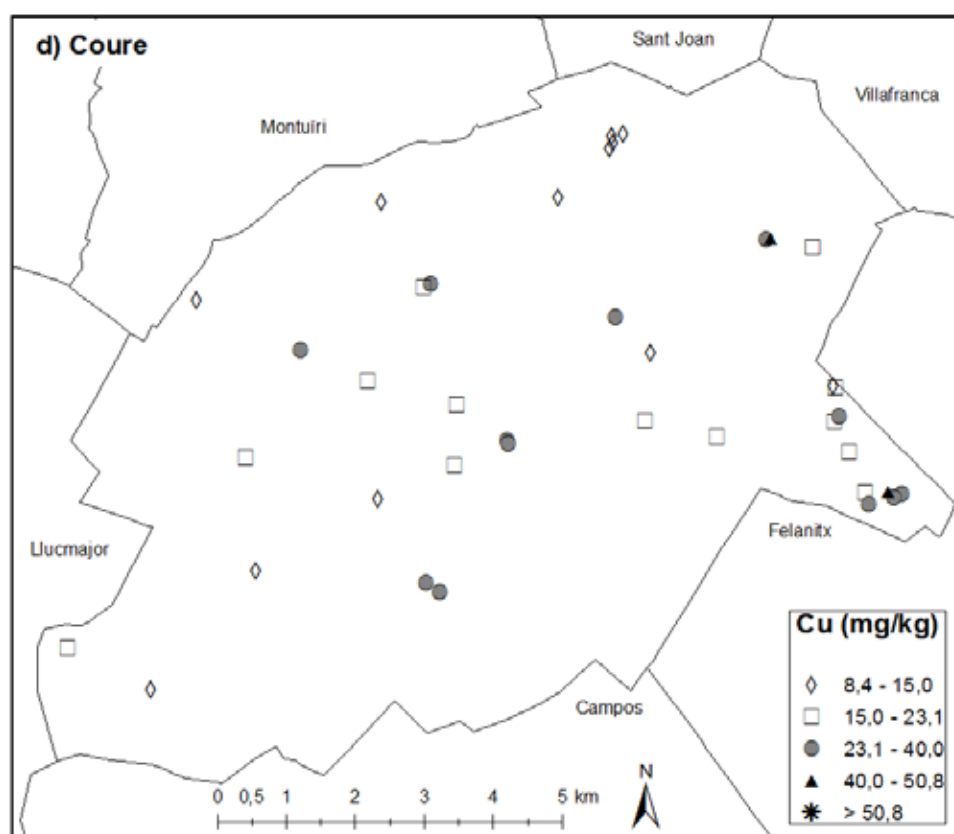 d) Coure
Sant Joan
Villafranca
Montuïri
Llucmajor
Felanitx
Campos
Cu (mg/kg)
8,4 - 15,0
15,0 - 23,1
23,1 - 40,0
40,0 - 50,8
> 50,8
N
0 0,5 1 2 3 4 5 km